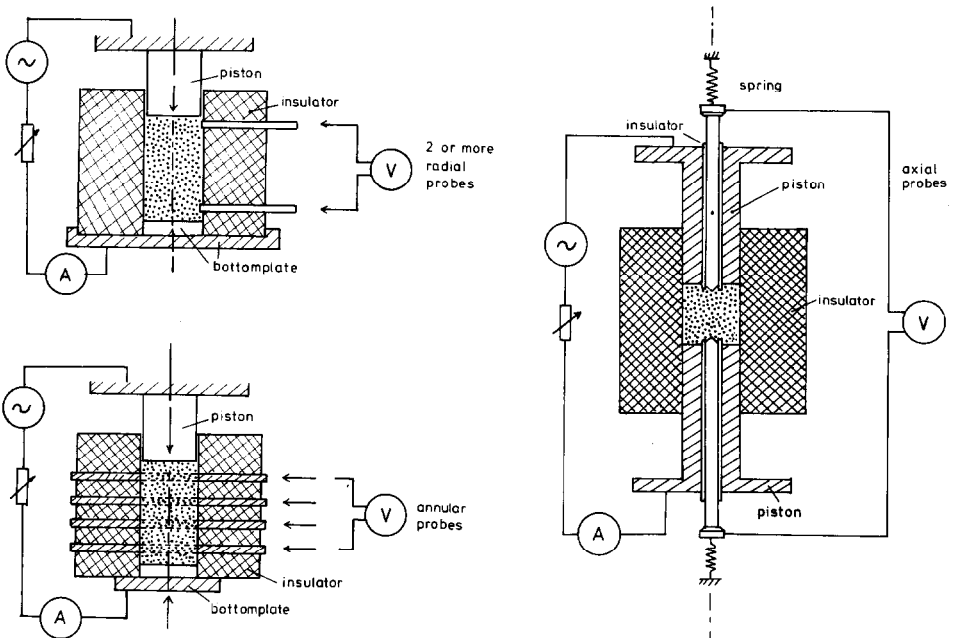 piston
insulator
2 or more
radial
probes
V
A
bottomplate
piston
V
annular
probes
insulator
A
bottomplate
spring
insulator
axial
probes
piston
insulator
V
piston
A